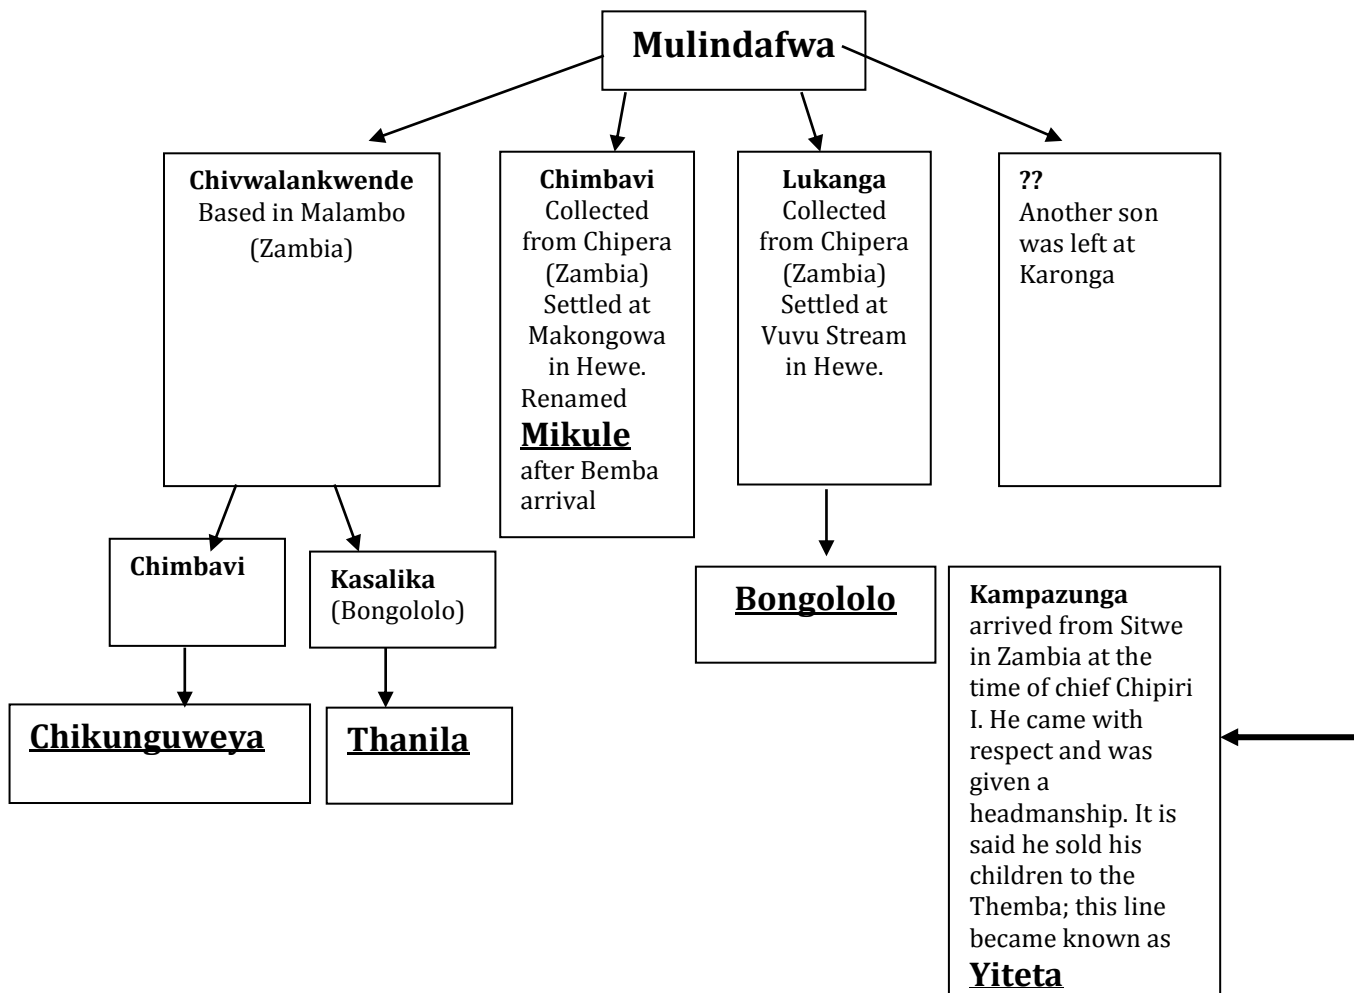 Mulindafwa
Chivwalankwende
Based in Malambo
(Zambia)
Chimbavi
Collected
from Chipera
(Zambia)
Settled at
Makongowa
in Hewe.
Renamed
Mikule
after Bemba
arrival
Lukanga
Collected
from Chipera
(Zambia)
Settled at
Vuvu Stream
in Hewe.
??
Another son
was left at
Karonga
Chimbavi
Kasalika
(Bongololo)
Bongololo
Kampazunga
arrived from Sitwe
in Zambia at the
time of chief Chipiri
I. He came with
respect and was
given a
headmanship. It is
said he sold his
children to the
Themba; this line
became known as
Yiteta
Chikunguweya
Thanila